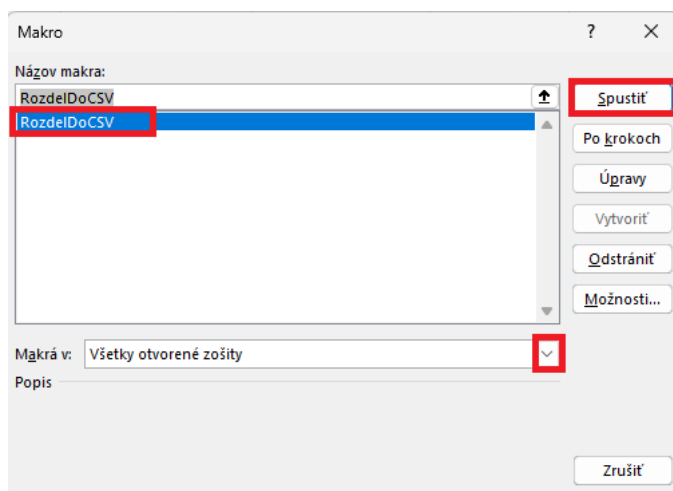 Makro
?
Názov makra:
RozdelDoCSV
RozdelDoCSV
Spustiť
Po krokoch
Úpravy
Vytvoriť
Odstrániť
Možnosti...
Makrá v: Všetky otvorené zošity
Popis
Zrušiť